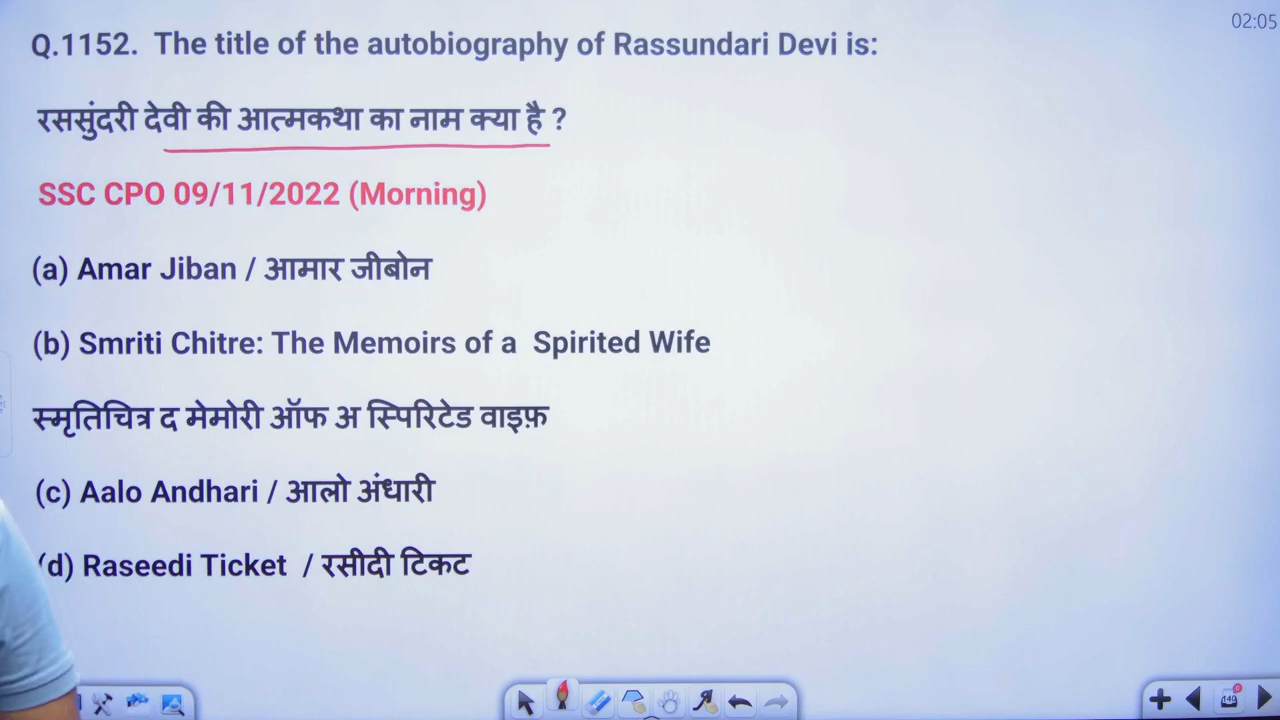 02:05
Q.1152. The title of the autobiography of Rassundari Devi is:
रससुंदरी देवी की आत्मकथा का नाम क्या है ?
SSC CPO 09/11/2022 (Morning)
(a) Amar Jiban / आमार जीबोन
(b) Smriti Chitre: The Memoirs of a Spirited Wife
स्मृतिचित्र द मेमोरी ऑफ अ स्पिरिटेड वाइफ़
(c) Aalo Andhari / आलो अंधारी
(d) Raseedi Ticket / रसीदी टिकट